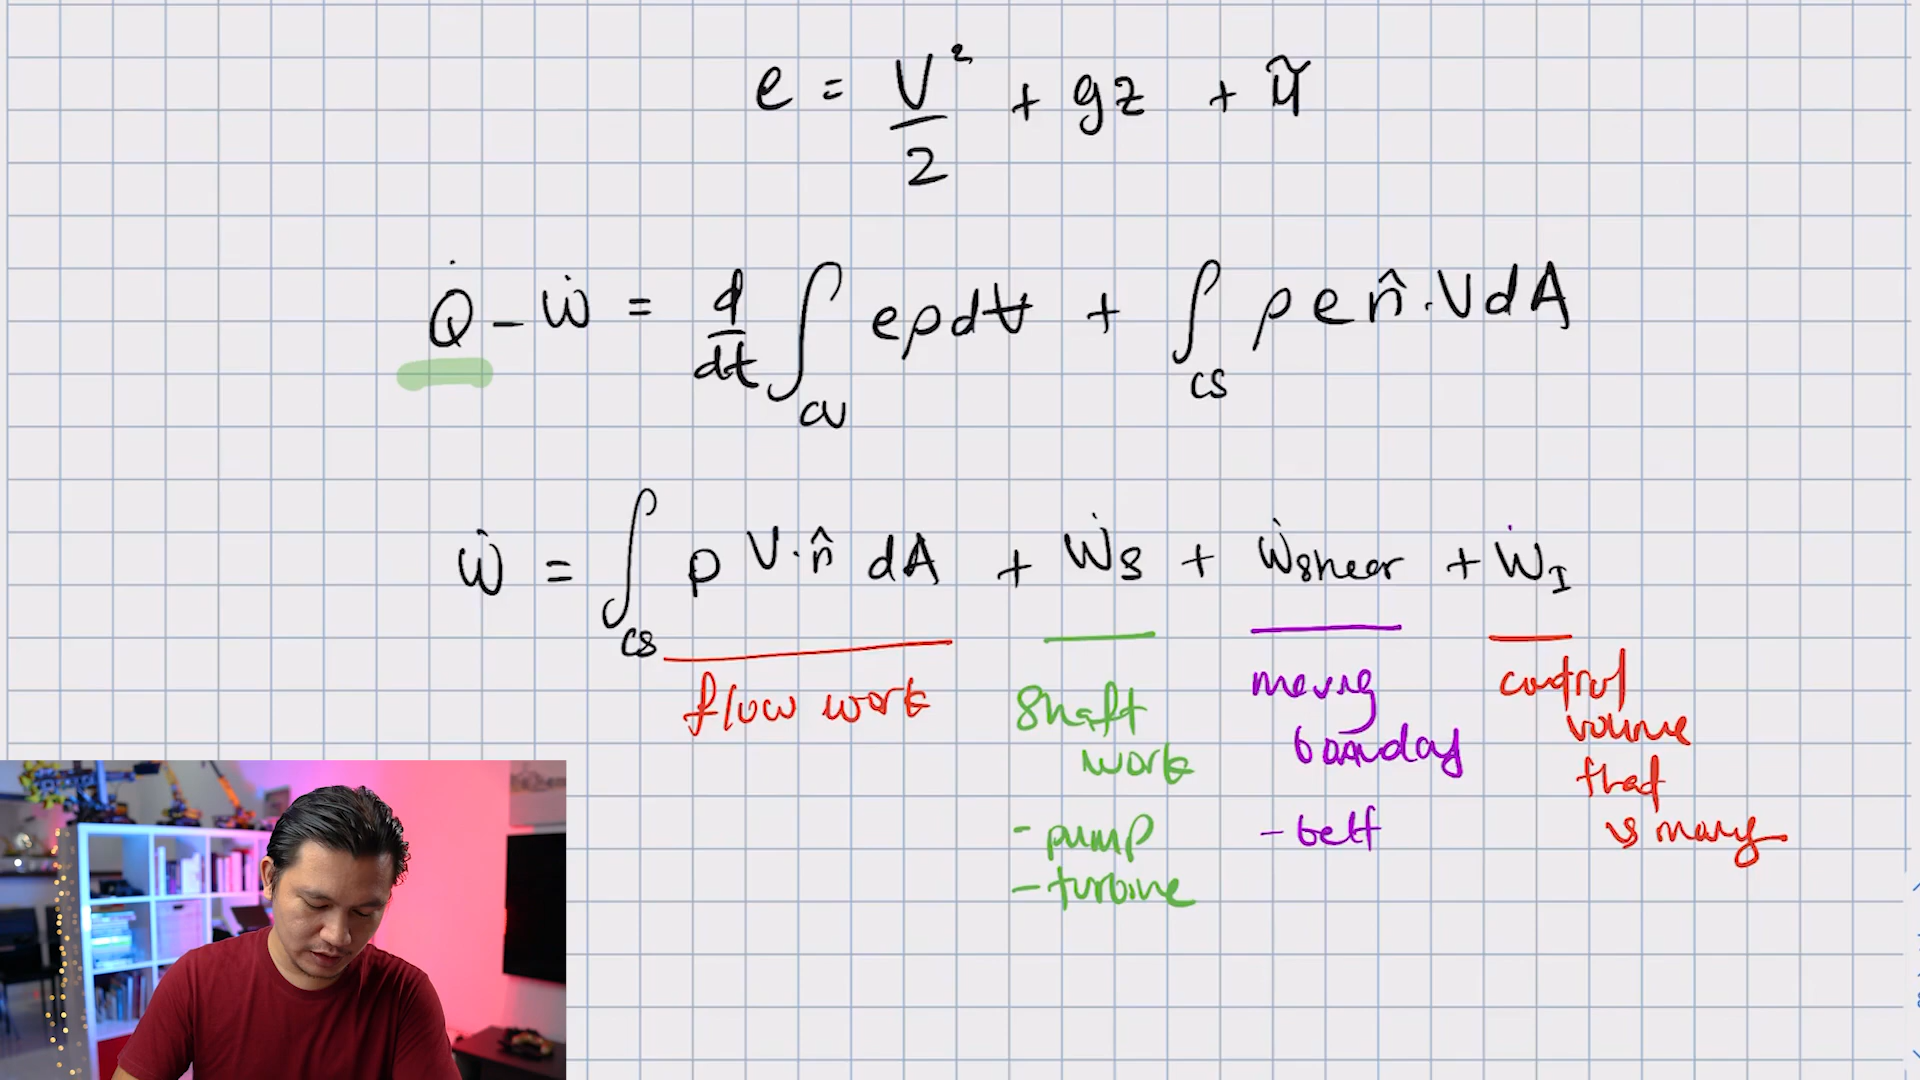 e = V²/2 + gz + ũ
Q̇ - Ẇ = d/dt ∫cv eρdV̶ + ∫cs ρen̂·VdA
Ẇ = ∫cs pV·n̂ dA + Ẇs + Ẇshear + ẆI
flow work
shaft
work
- pump
- turbine
moving
boundary
- belt
control
volume
that
is moving